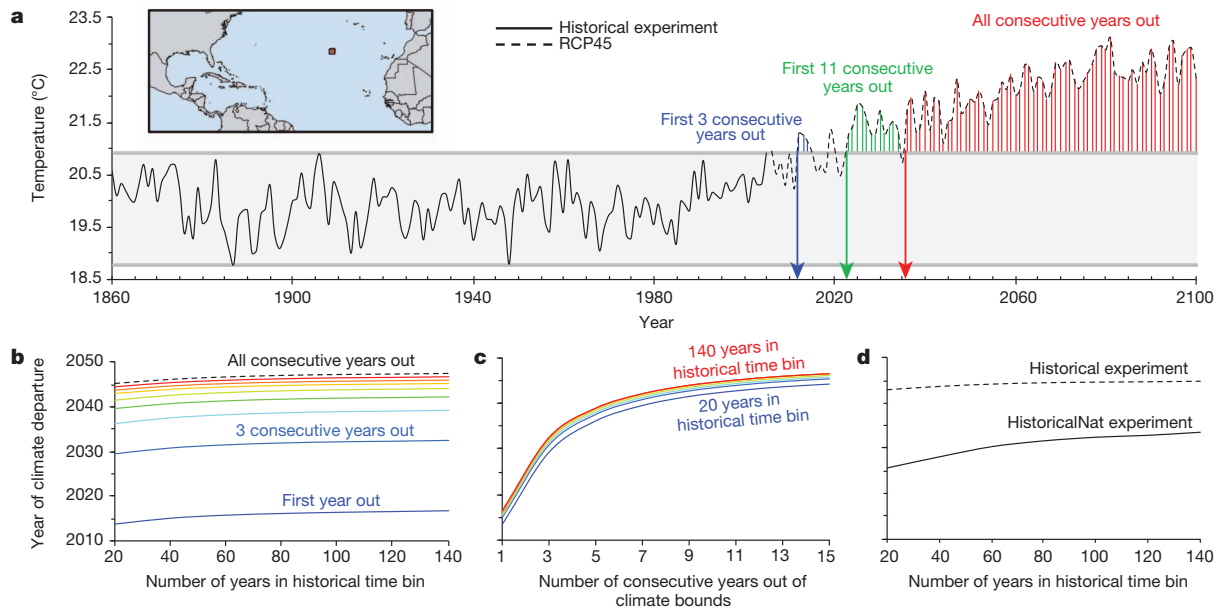 a
23.5
22.5
21.5
20.5
19.5
18.5
Temperature (°C)
Historical experiment
RCP45
First 3 consecutive
years out
First 11 consecutive
years out
All consecutive years out
1860
1900
1940
1980
2020
2060
2100
Year
b
2050
2040
2030
2020
2010
Year of climate departure
All consecutive years out
3 consecutive years out
First year out
20
40
60
80
100
120
140
Number of years in historical time bin
c
140 years in
historical time bin
20 years in
historical time bin
1
3
5
7
9
11
13
15
Number of consecutive years out of
climate bounds
d
Historical experiment
HistoricalNat experiment
20
40
60
80
100
120
140
Number of years in historical time bin